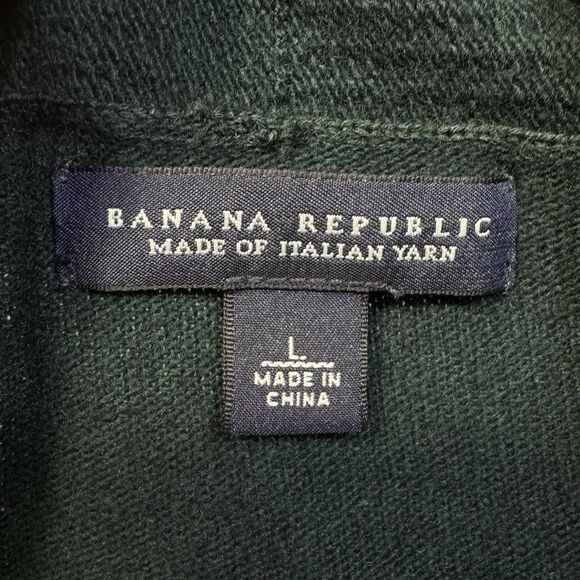 BANANA REPUBLIC
MADE OF ITALIAN YARN
L.
MADE IN
CHINA